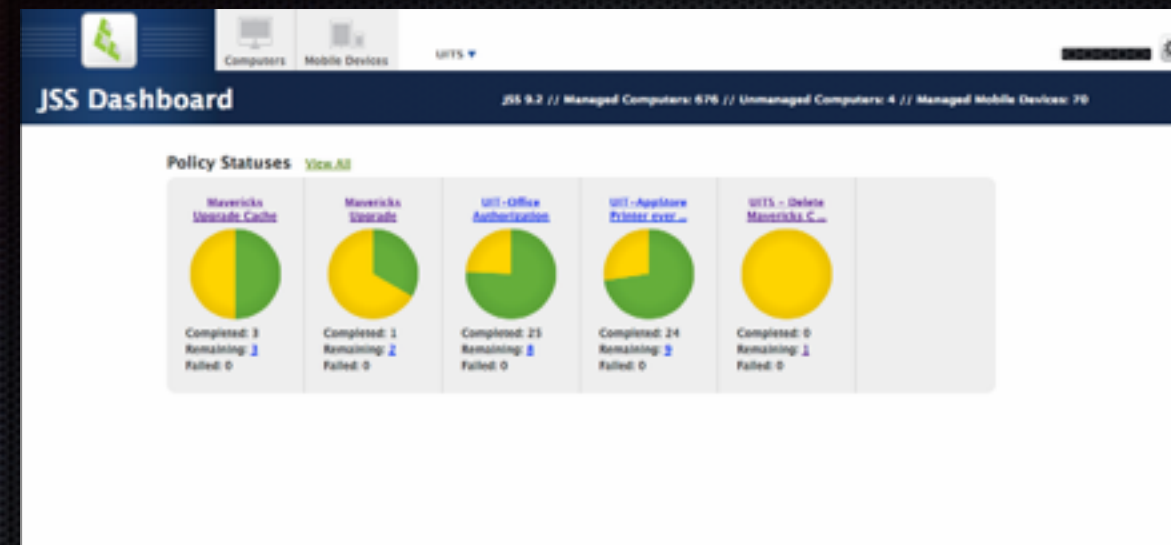 Computers
Mobile Devices
UITS
JSS Dashboard
JSS 9.2 // Managed Computers: 676 // Unmanaged Computers: 4 // Managed Mobile Devices: 70
Policy Statuses View All
Mavericks
Upgrade Cache
Completed: 3
Remaining: 3
Failed: 0
Mavericks
Upgrade
Completed: 1
Remaining: 2
Failed: 0
UIT-Office
Authorization
Completed: 25
Remaining: 8
Failed: 0
UIT-AppStore
Printer ever ...
Completed: 24
Remaining: 9
Failed: 0
UITS - Delete
Mavericks C ...
Completed: 0
Remaining: 1
Failed: 0